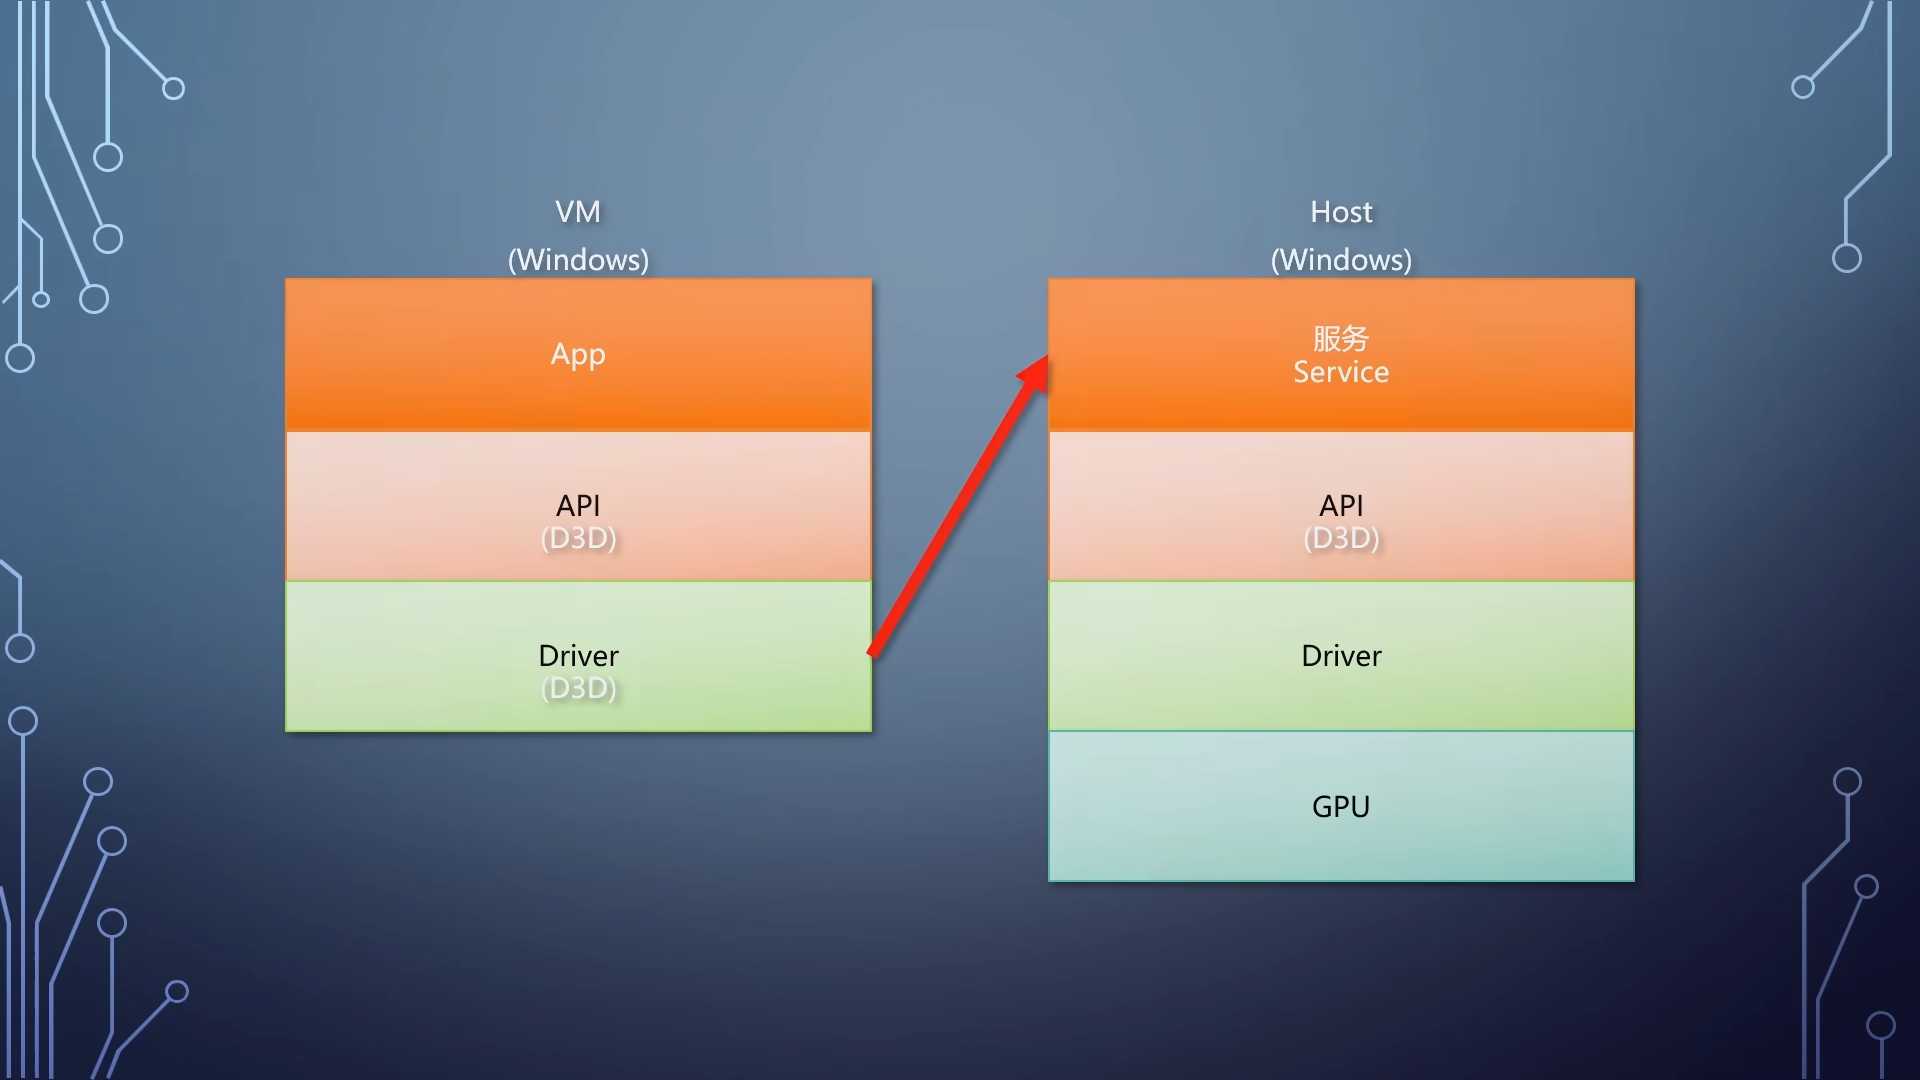 VM
(Windows)
App
API
(D3D)
Driver
(D3D)
Host
(Windows)
服务
Service
API
(D3D)
Driver
GPU